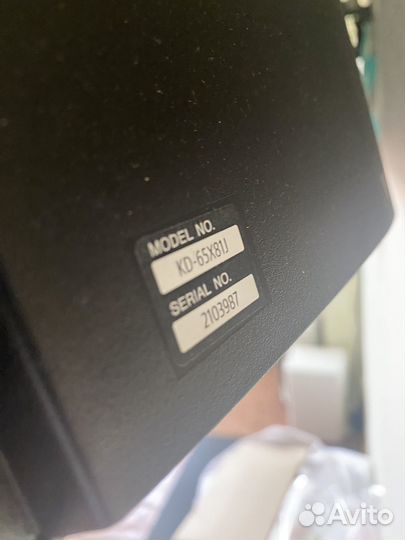 MODEL NO.
KD-65X81J
SERIAL NO.
2103987
Avito